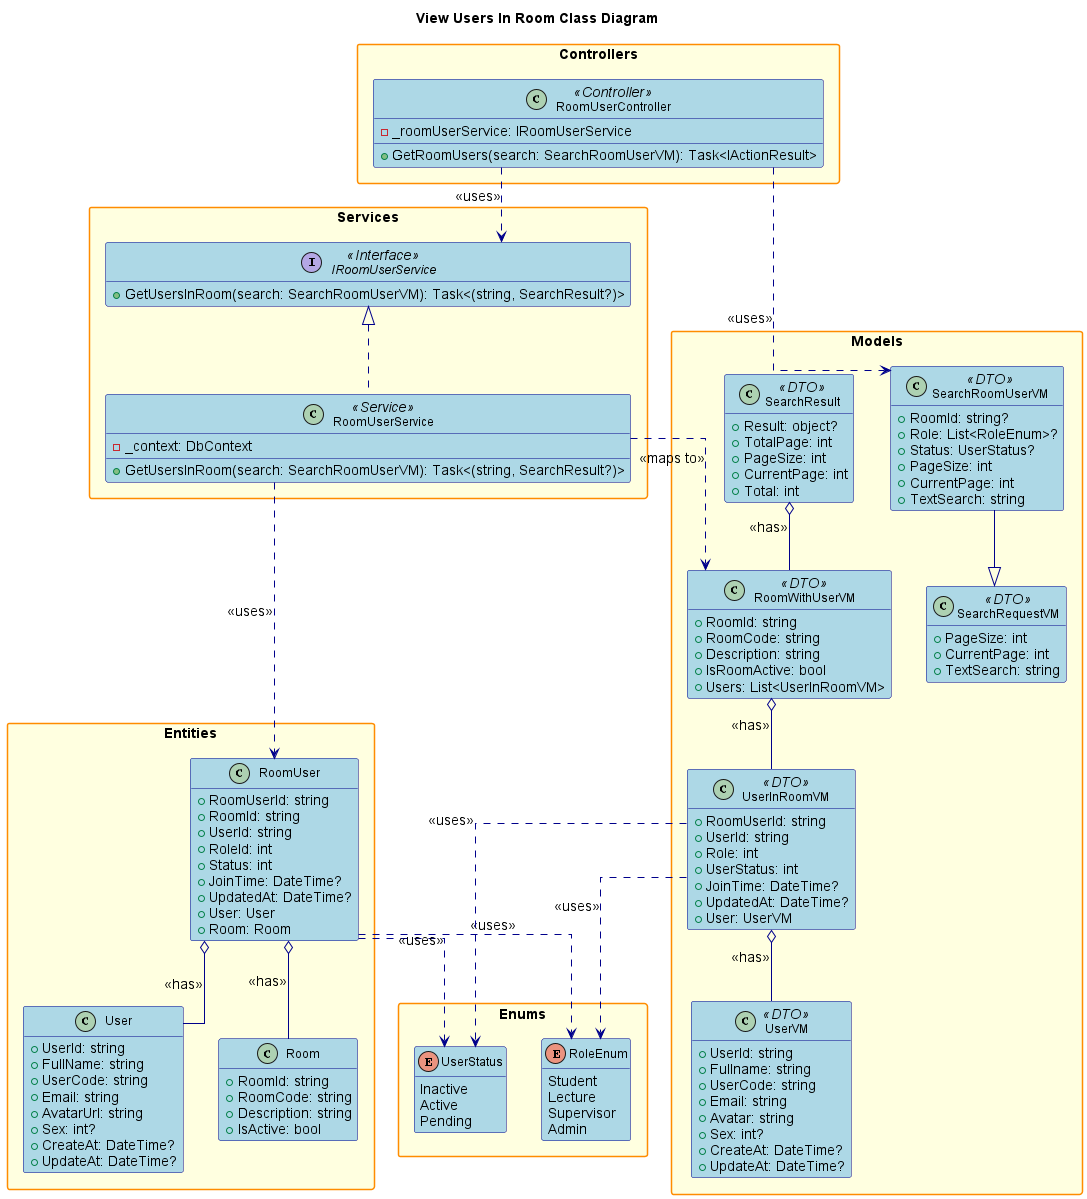 View Users In Room Class Diagram
Controllers
C
«Controller»
RoomUserController
_roomUserService: IRoomUserService
GetRoomUsers(search: SearchRoomUserVM): Task<IActionResult>
«uses»
«uses»
Services
I
«Interface»
IRoomUserService
GetUsersInRoom(search: SearchRoomUserVM): Task<(string, SearchResult?)>
C
«Service»
RoomUserService
_context: DbContext
GetUsersInRoom(search: SearchRoomUserVM): Task<(string, SearchResult?)>
«maps to»
«uses»
Models
C
«DTO»
SearchResult
Result: object?
TotalPage: int
PageSize: int
CurrentPage: int
Total: int
«has»
C
«DTO»
SearchRoomUserVM
RoomId: string?
Role: List<RoleEnum>?
Status: UserStatus?
PageSize: int
CurrentPage: int
TextSearch: string
C
«DTO»
RoomWithUserVM
RoomId: string
RoomCode: string
Description: string
IsRoomActive: bool
Users: List<UserInRoomVM>
«has»
C
«DTO»
SearchRequestVM
PageSize: int
CurrentPage: int
TextSearch: string
C
«DTO»
UserInRoomVM
RoomUserId: string
UserId: string
Role: int
UserStatus: int
JoinTime: DateTime?
UpdatedAt: DateTime?
User: UserVM
«uses»
«uses»
«has»
C
«DTO»
UserVM
UserId: string
Fullname: string
UserCode: string
Email: string
Avatar: string
Sex: int?
CreateAt: DateTime?
UpdateAt: DateTime?
Entities
C
RoomUser
RoomUserId: string
RoomId: string
UserId: string
RoleId: int
Status: int
JoinTime: DateTime?
UpdatedAt: DateTime?
User: User
Room: Room
«uses»
«uses»
«has»
«has»
C
User
UserId: string
FullName: string
UserCode: string
Email: string
AvatarUrl: string
Sex: int?
CreateAt: DateTime?
UpdateAt: DateTime?
C
Room
RoomId: string
RoomCode: string
Description: string
IsActive: bool
Enums
E
UserStatus
Inactive
Active
Pending
E
RoleEnum
Student
Lecture
Supervisor
Admin